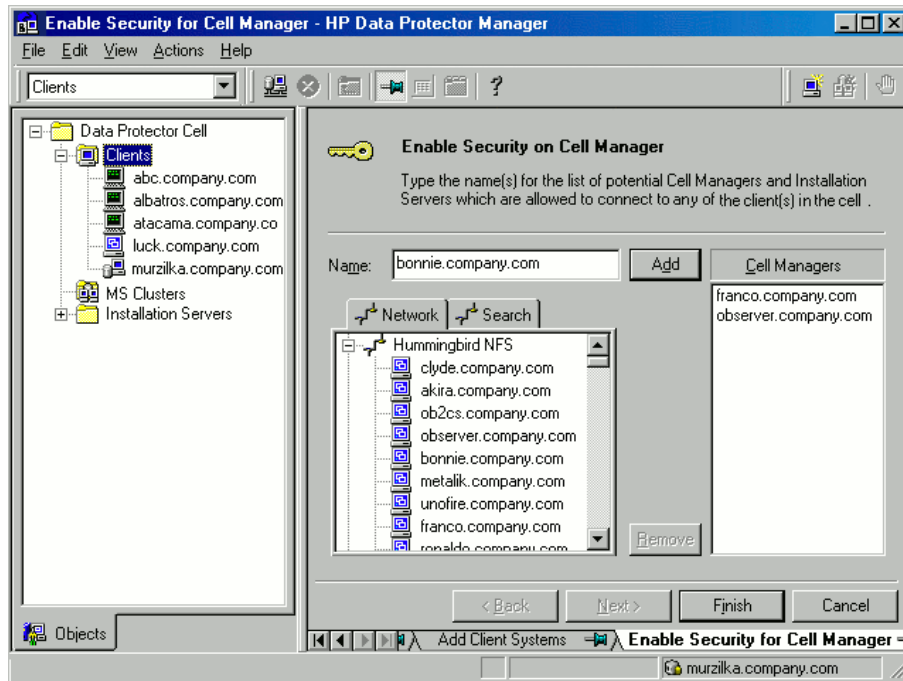 Enable Security for Cell Manager - HP Data Protector Manager
File Edit View Actions Help
Clients
Data Protector Cell
Clients
abc.company.com
albatros.company.com
atacama.company.co
luck.company.com
murzilka.company.com
MS Clusters
Installation Servers
Objects
Enable Security on Cell Manager
Type the name(s) for the list of potential Cell Managers and Installation
Servers which are allowed to connect to any of the client(s) in the cell .
Name: bonnie.company.com Add Cell Managers
franco.company.com
observer.company.com
Network Search
Hummingbird NFS
clyde.company.com
akira.company.com
ob2cs.company.com
observer.company.com
bonnie.company.com
metalik.company.com
unofire.company.com
franco.company.com
ronaldo.company.com
Remove
< Back Next > Finish Cancel
Add Client Systems Enable Security for Cell Manager
murzilka.company.com